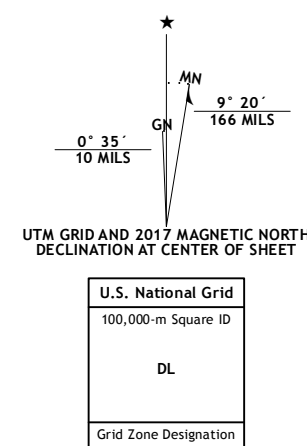 ★
MN
GN
9° 20´
166 MILS
0° 35´
10 MILS
UTM GRID AND 2017 MAGNETIC NORTH
DECLINATION AT CENTER OF SHEET
U.S. National Grid
100,000-m Square ID
DL
Grid Zone Designation